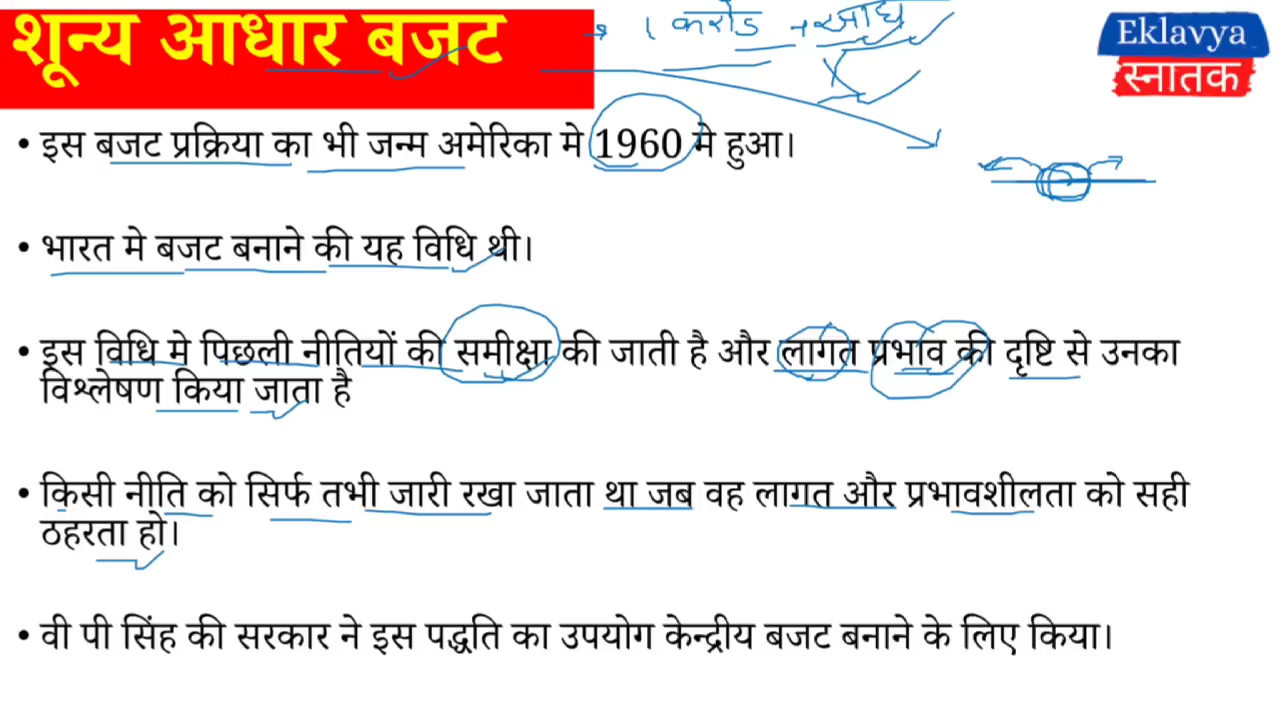 शून्य आधार बजट
1 करोड
Eklavya
स्नातक
• इस बजट प्रक्रिया का भी जन्म अमेरिका मे 1960 मे हुआ।
• भारत मे बजट बनाने की यह विधि थी।
• इस विधि मे पिछली नीतियों की समीक्षा की जाती है और लागत प्रभाव की दृष्टि से उनका
विश्लेषण किया जाता है
• किसी नीति को सिर्फ तभी जारी रखा जाता था जब वह लागत और प्रभावशीलता को सही
ठहरता हो।
• वी पी सिंह की सरकार ने इस पद्धति का उपयोग केन्द्रीय बजट बनाने के लिए किया।